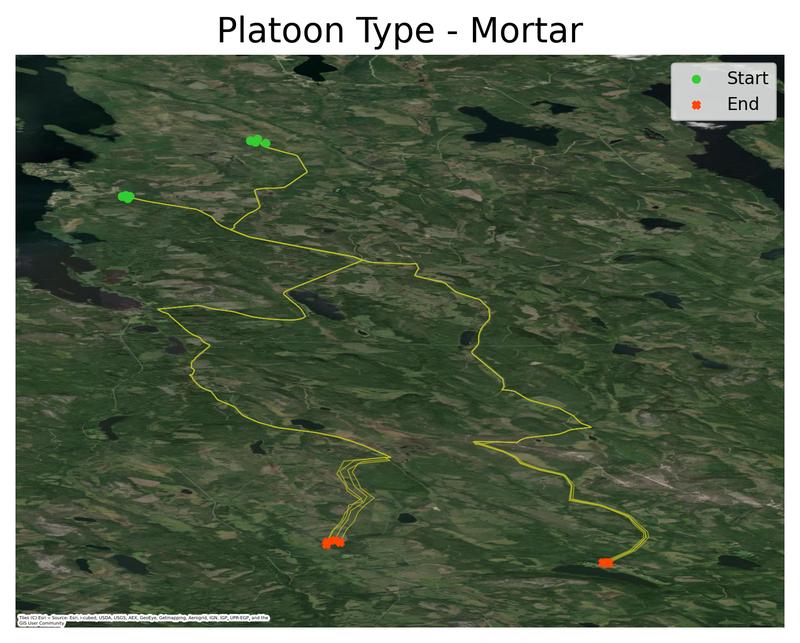 Platoon Type - Mortar
Start
End
Tiles (C) Esri -- Source: Esri, i-cubed, USDA, USGS, AEX, GeoEye, Getmapping, Aerogrid, IGN, IGP, UPR-EGP, and the
GIS User Community